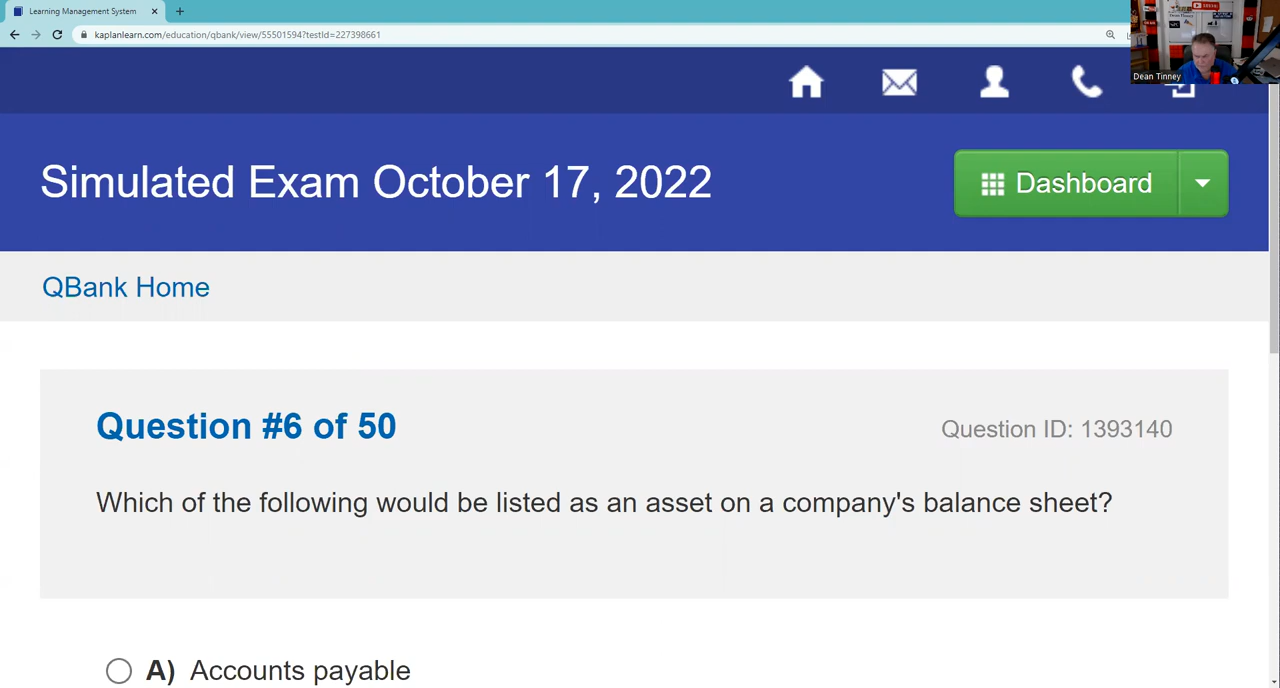 Learning Management System
kaplanlearn.com/education/qbank/view/55501594?testId=227398661
Dean Tinney
Simulated Exam October 17, 2022
Dashboard
QBank Home
Question #6 of 50
Question ID: 1393140
Which of the following would be listed as an asset on a company's balance sheet?
A) Accounts payable